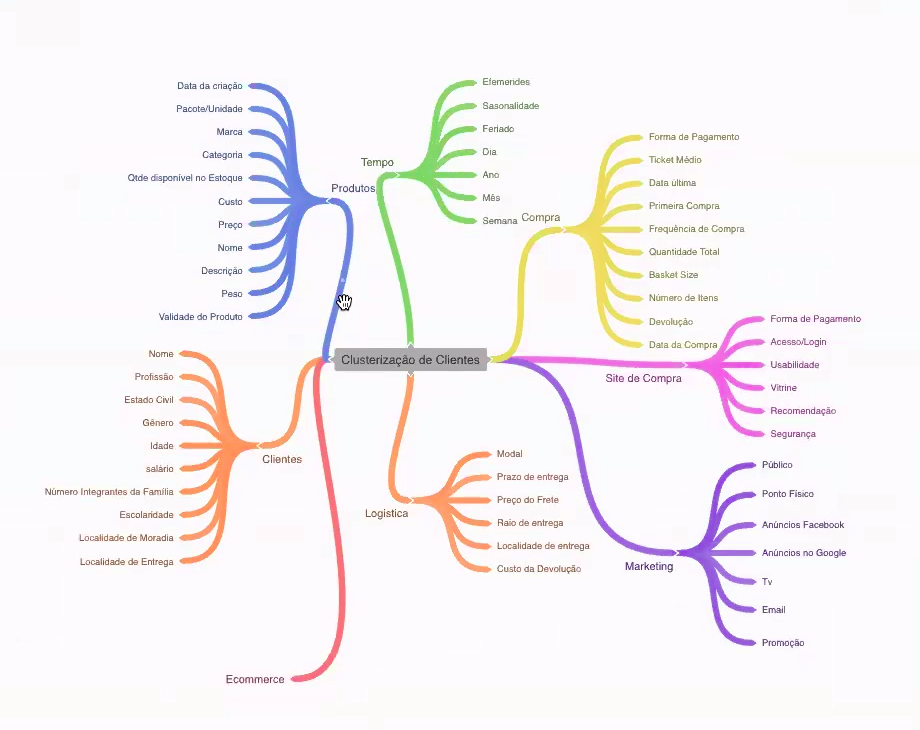 Data da criação
Pacote/Unidade
Marca
Categoria
Qtde disponível no Estoque
Custo
Preço
Nome
Descrição
Peso
Validade do Produto
Produtos
Tempo
Efemerides
Sasonalidade
Feriado
Dia
Ano
Mês
Semana
Compra
Forma de Pagamento
Ticket Médio
Data última
Primeira Compra
Frequência de Compra
Quantidade Total
Basket Size
Número de Itens
Devolução
Data da Compra
Clusterização de Clientes
Site de Compra
Forma de Pagamento
Acesso/Login
Usabilidade
Vitrine
Recomendação
Segurança
Nome
Profissão
Estado Civil
Gênero
Idade
salário
Número Integrantes da Família
Escolaridade
Localidade de Moradia
Localidade de Entrega
Clientes
Logística
Modal
Prazo de entrega
Preço do Frete
Raio de entrega
Localidade de entrega
Custo da Devolução
Marketing
Público
Ponto Físico
Anúncios Facebook
Anúncios no Google
Tv
Email
Promoção
Ecommerce